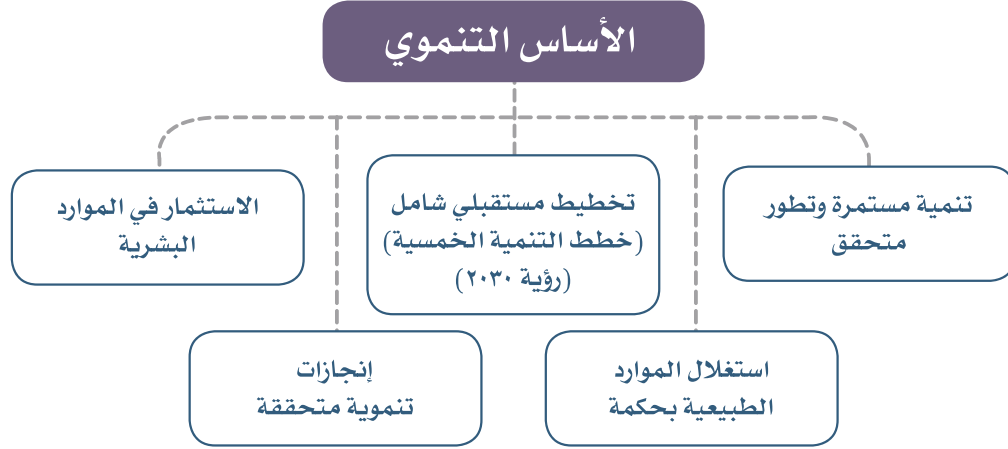 الأساس التنموي
تنمية مستمرة وتطور
متحقق
تخطيط مستقبلي شامل
(خطط التنمية الخمسية)
(رؤية ٢٠٣٠)
الاستثمار في الموارد
البشرية
استغلال الموارد
الطبيعية بحكمة
إنجازات
تنموية متحققة